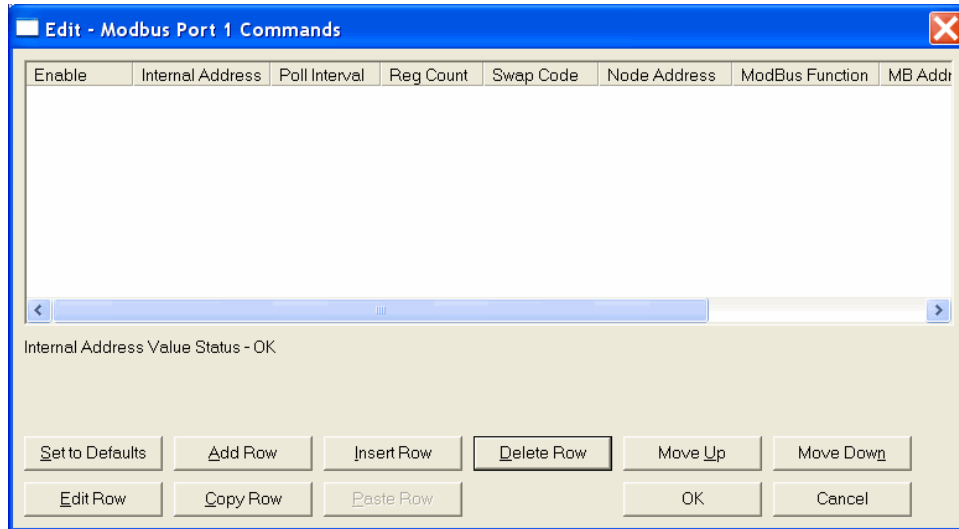 Edit - Modbus Port 1 Commands
Enable Internal Address Poll Interval Reg Count Swap Code Node Address ModBus Function MB Addr
Internal Address Value Status - OK
Set to Defaults Add Row Insert Row Delete Row Move Up Move Down
Edit Row Copy Row Paste Row OK Cancel